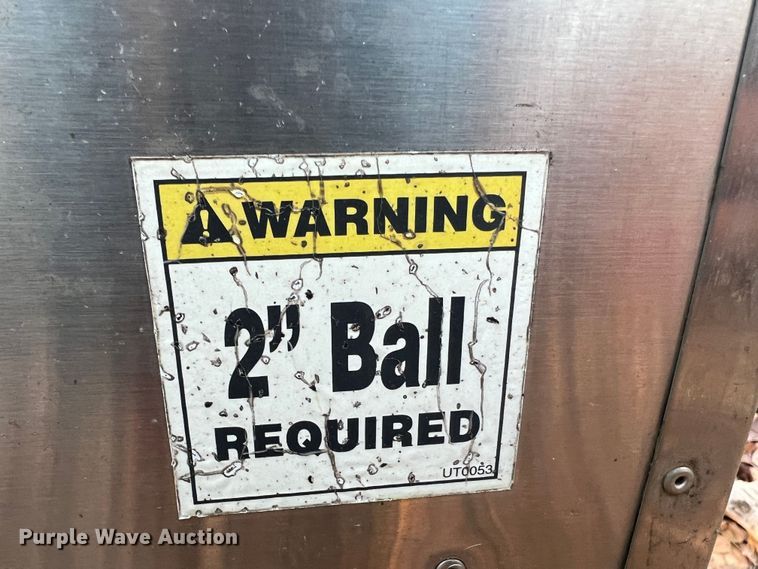 WARNING
2” Ball
REQUIRED
UT0053
Purple Wave Auction